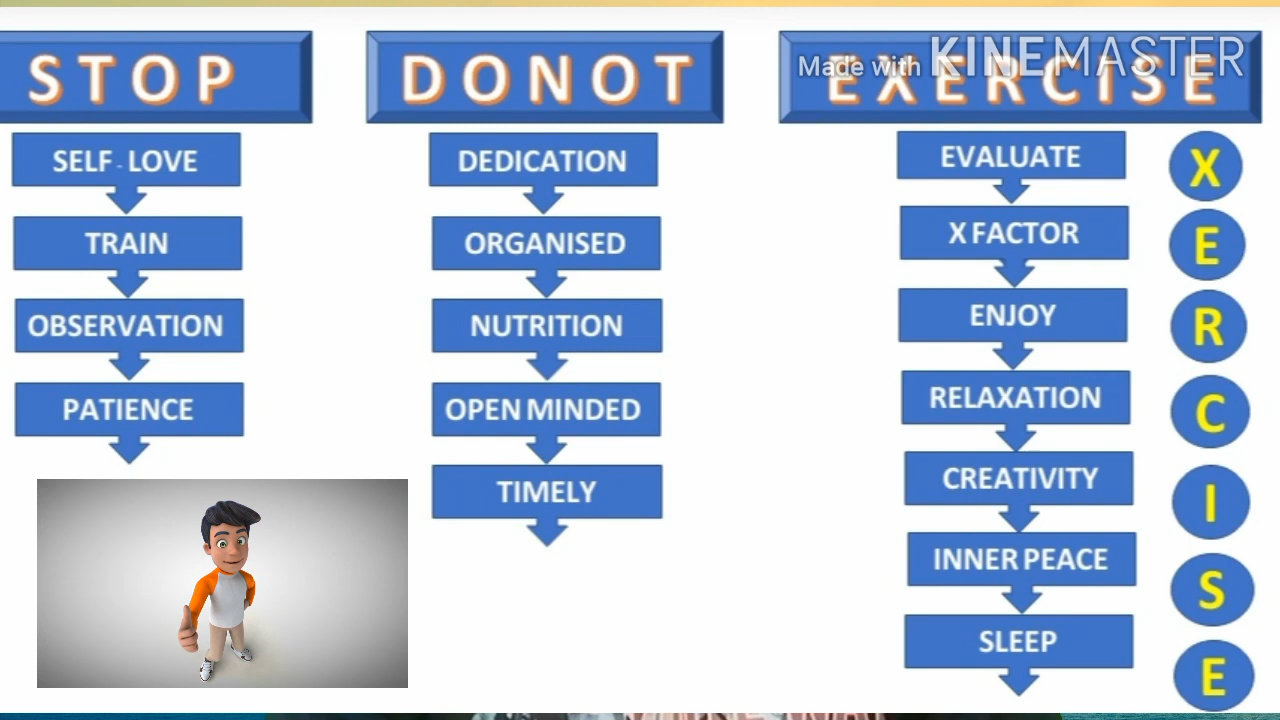 Made with KINEMASTER
STOP
SELF - LOVE
TRAIN
OBSERVATION
PATIENCE
DONOT
DEDICATION
ORGANISED
NUTRITION
OPEN MINDED
TIMELY
EXERCISE
EVALUATE
X FACTOR
ENJOY
RELAXATION
CREATIVITY
INNER PEACE
SLEEP
X
E
R
C
I
S
E